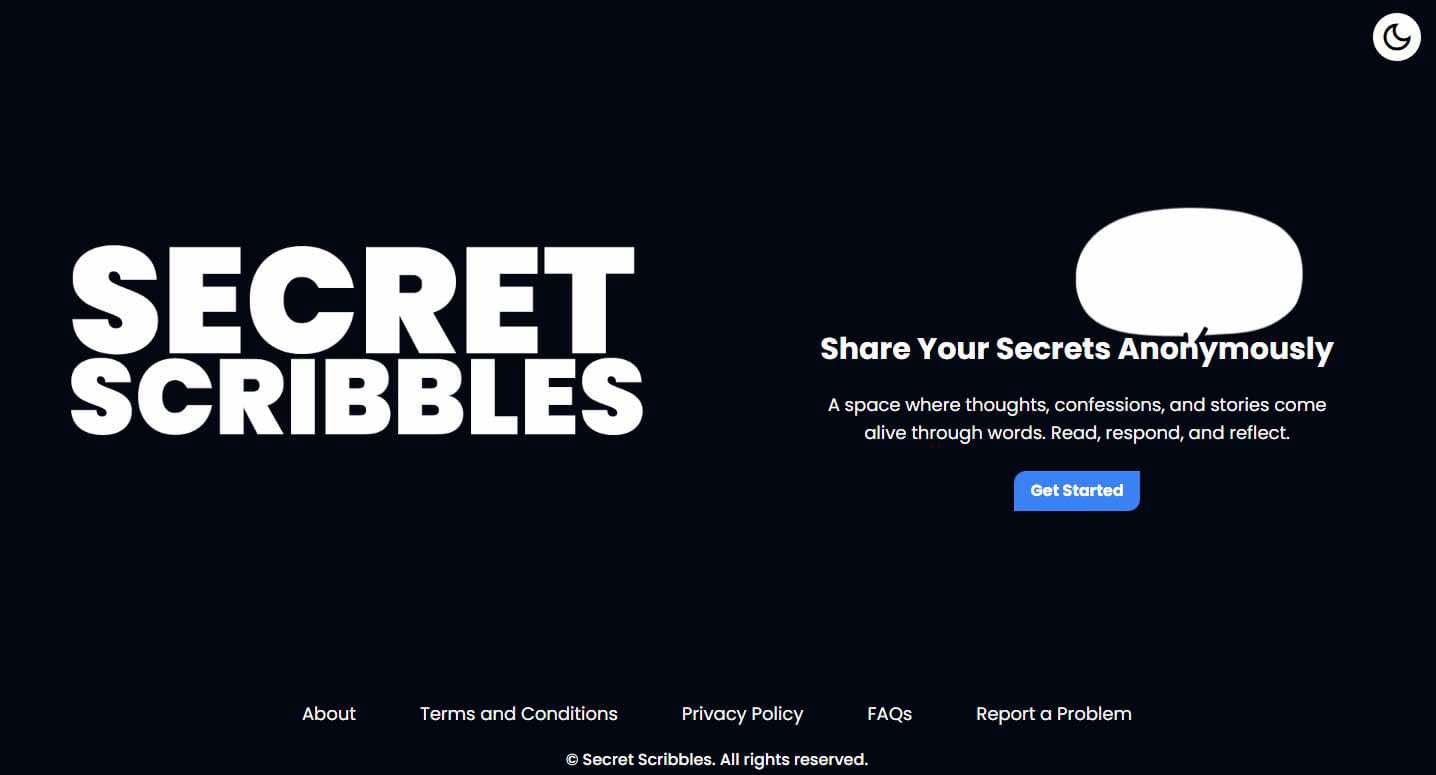 SECRET
SCRIBBLES
Share Your Secrets Anonymously
A space where thoughts, confessions, and stories come
alive through words. Read, respond, and reflect.
Get Started
About Terms and Conditions Privacy Policy FAQs Report a Problem
© Secret Scribbles. All rights reserved.